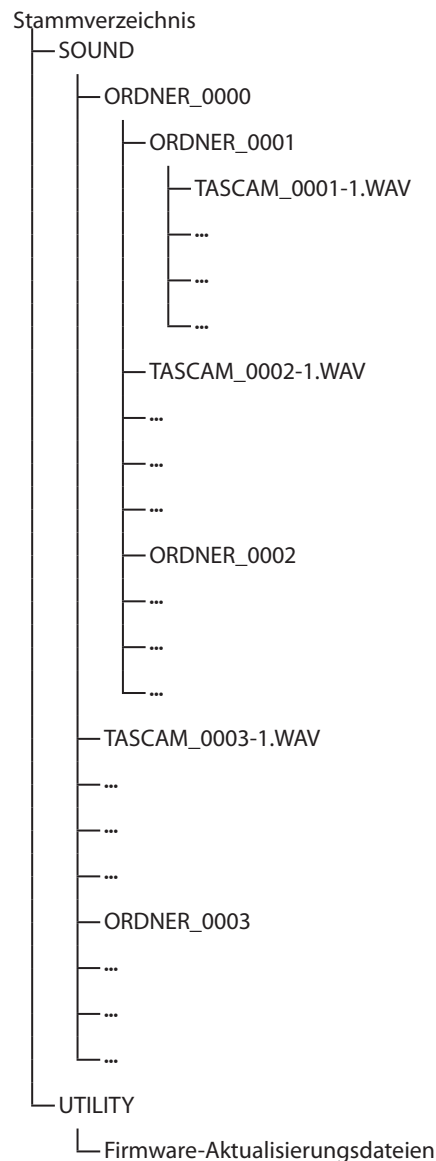 Stammverzeichnis
SOUND
ORDNER_0000
ORDNER_0001
TASCAM_0001-1.WAV
...
...
...
TASCAM_0002-1.WAV
...
...
...
ORDNER_0002
...
...
...
TASCAM_0003-1.WAV
...
...
...
ORDNER_0003
...
...
...
UTILITY
Firmware-Aktualisierungsdateien